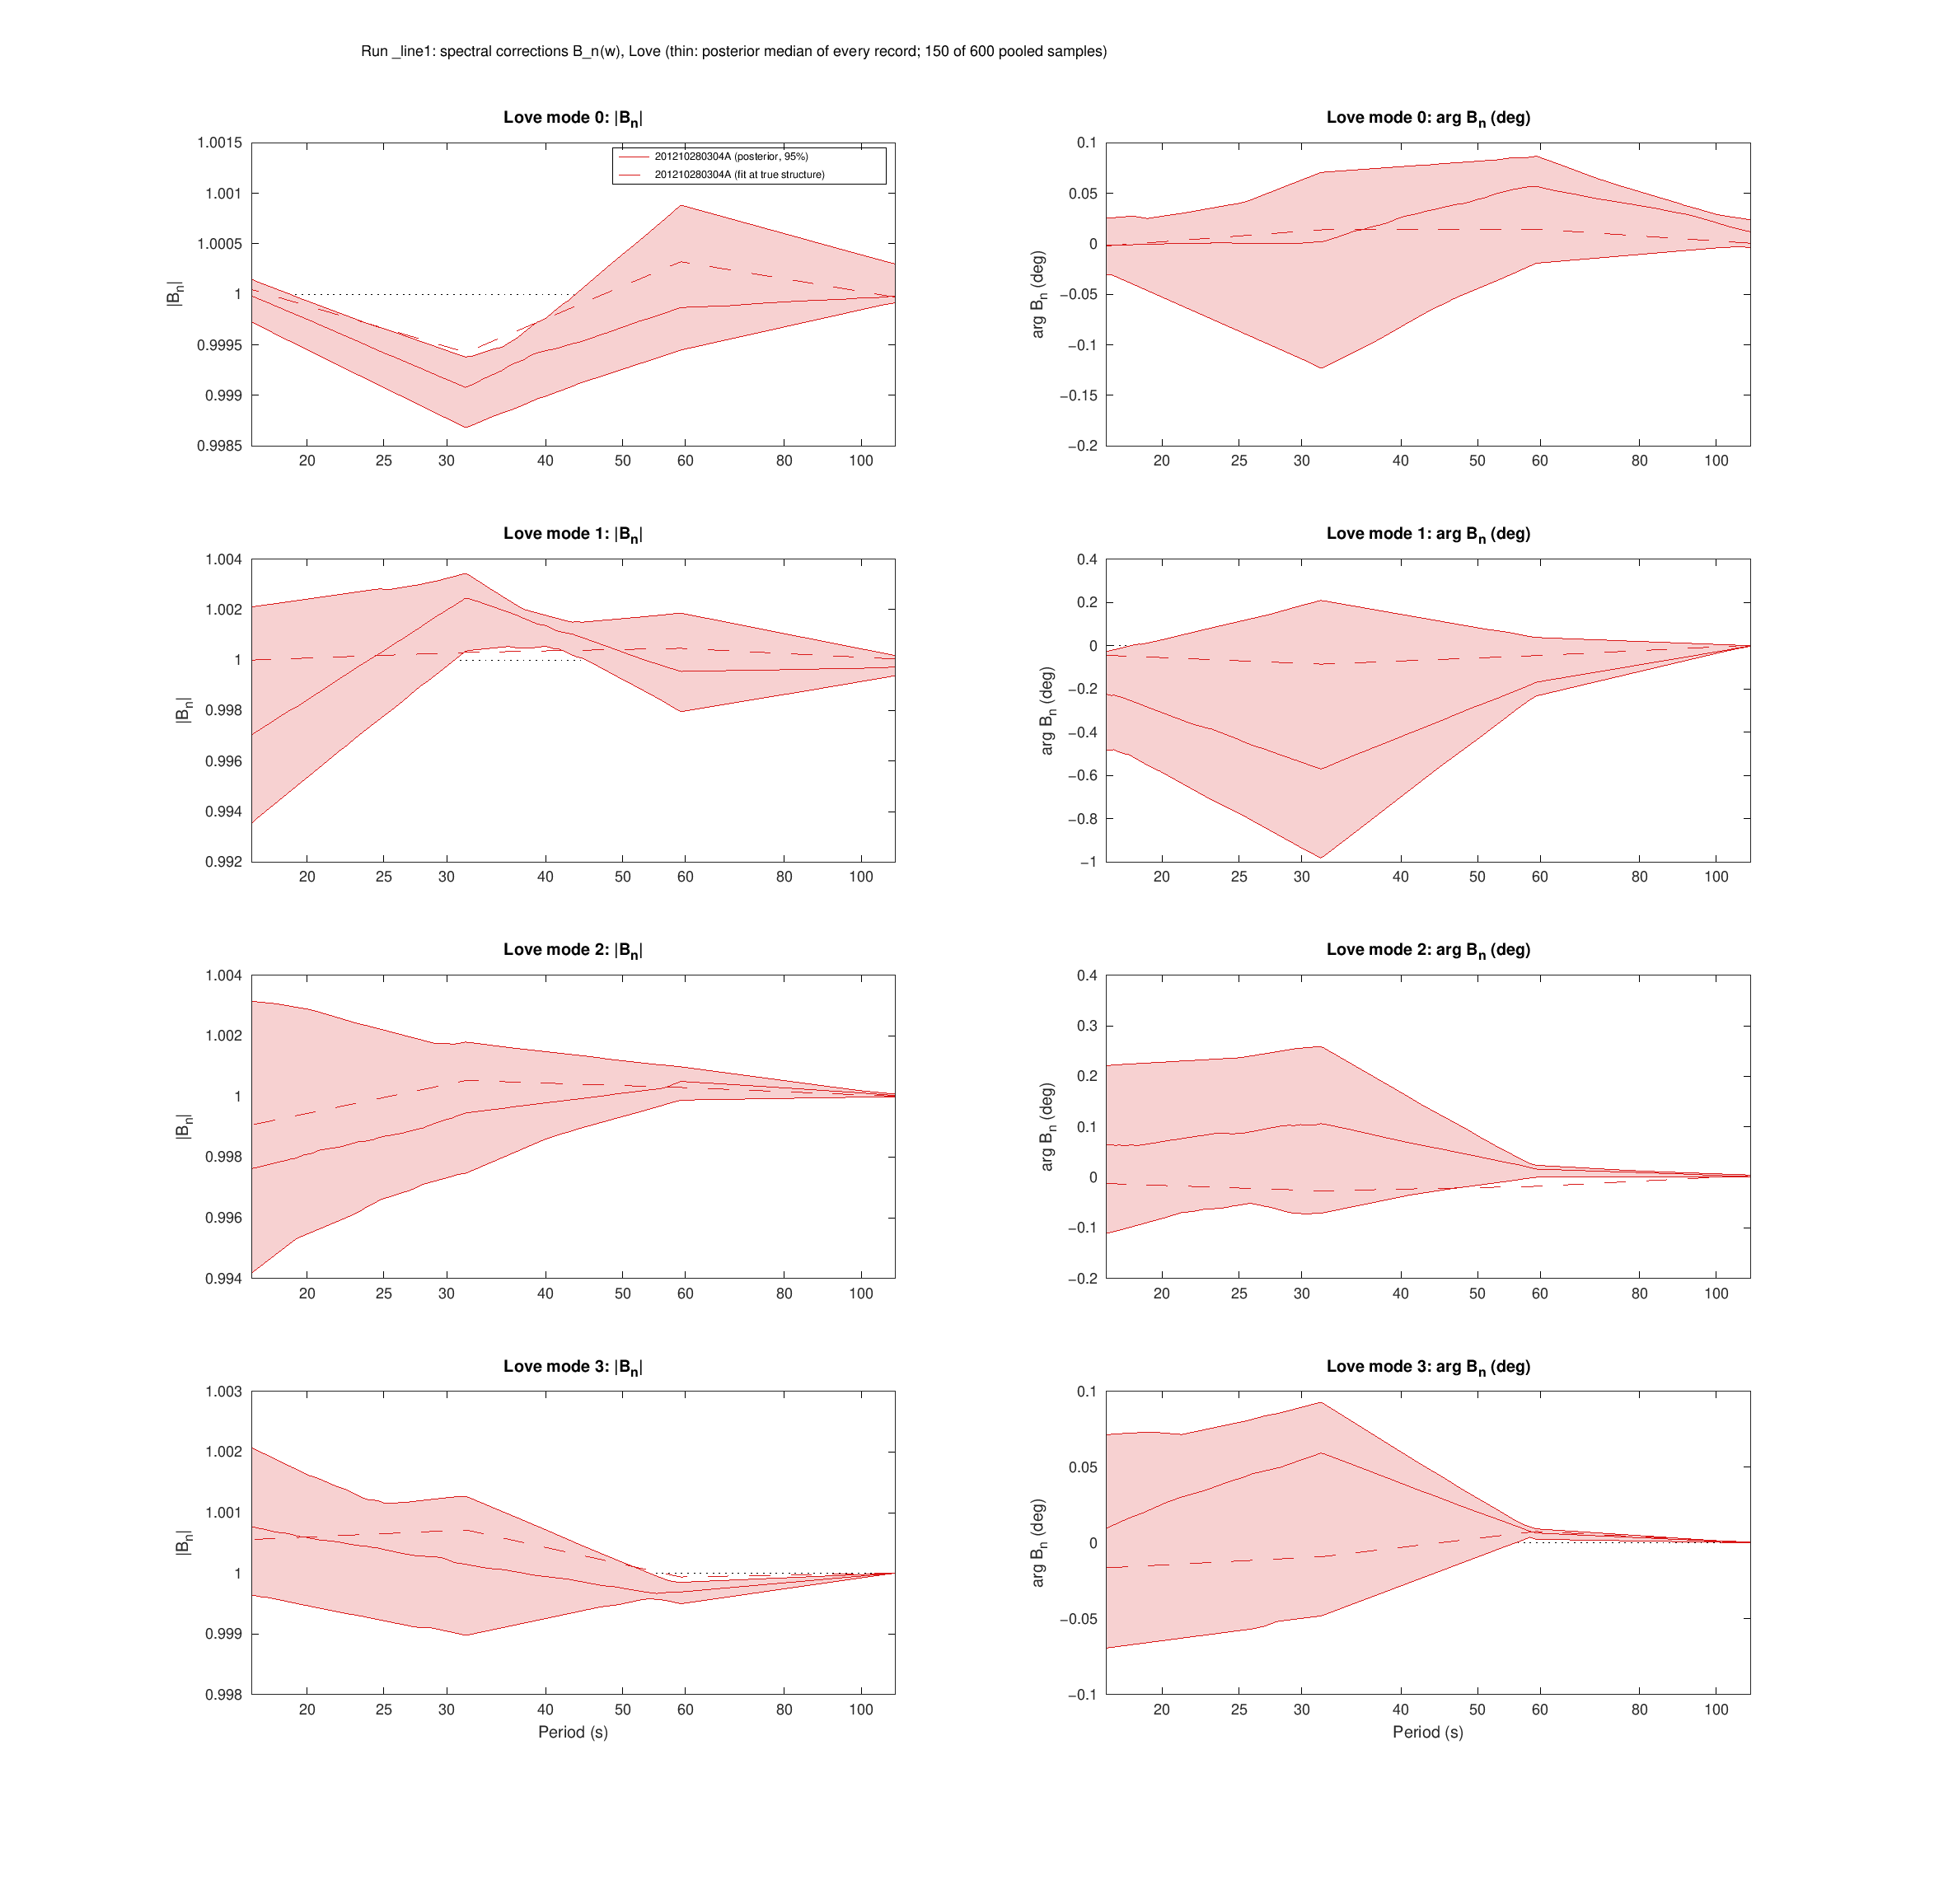 Run _line1: spectral corrections B_n(w), Love (thin: posterior median of every record; 150 of 600 pooled samples)
Love mode 0: |Bn|
1.0015
1.001
1.0005
1
0.9995
0.999
0.9985
|Bn|
201210280304A (posterior, 95%)
201210280304A (fit at true structure)
20 25 30 40 50 60 80 100
Love mode 0: arg Bn (deg)
0.1
0.05
0
−0.05
−0.1
−0.15
−0.2
arg Bn (deg)
20 25 30 40 50 60 80 100
Love mode 1: |Bn|
1.004
1.002
1
0.998
0.996
0.994
0.992
|Bn|
20 25 30 40 50 60 80 100
Love mode 1: arg Bn (deg)
0.4
0.2
0
−0.2
−0.4
−0.6
−0.8
−1
arg Bn (deg)
20 25 30 40 50 60 80 100
Love mode 2: |Bn|
1.004
1.002
1
0.998
0.996
0.994
|Bn|
20 25 30 40 50 60 80 100
Love mode 2: arg Bn (deg)
0.4
0.3
0.2
0.1
0
−0.1
−0.2
arg Bn (deg)
20 25 30 40 50 60 80 100
Love mode 3: |Bn|
1.003
1.002
1.001
1
0.999
0.998
|Bn|
20 25 30 40 50 60 80 100
Period (s)
Love mode 3: arg Bn (deg)
0.1
0.05
0
−0.05
−0.1
arg Bn (deg)
20 25 30 40 50 60 80 100
Period (s)